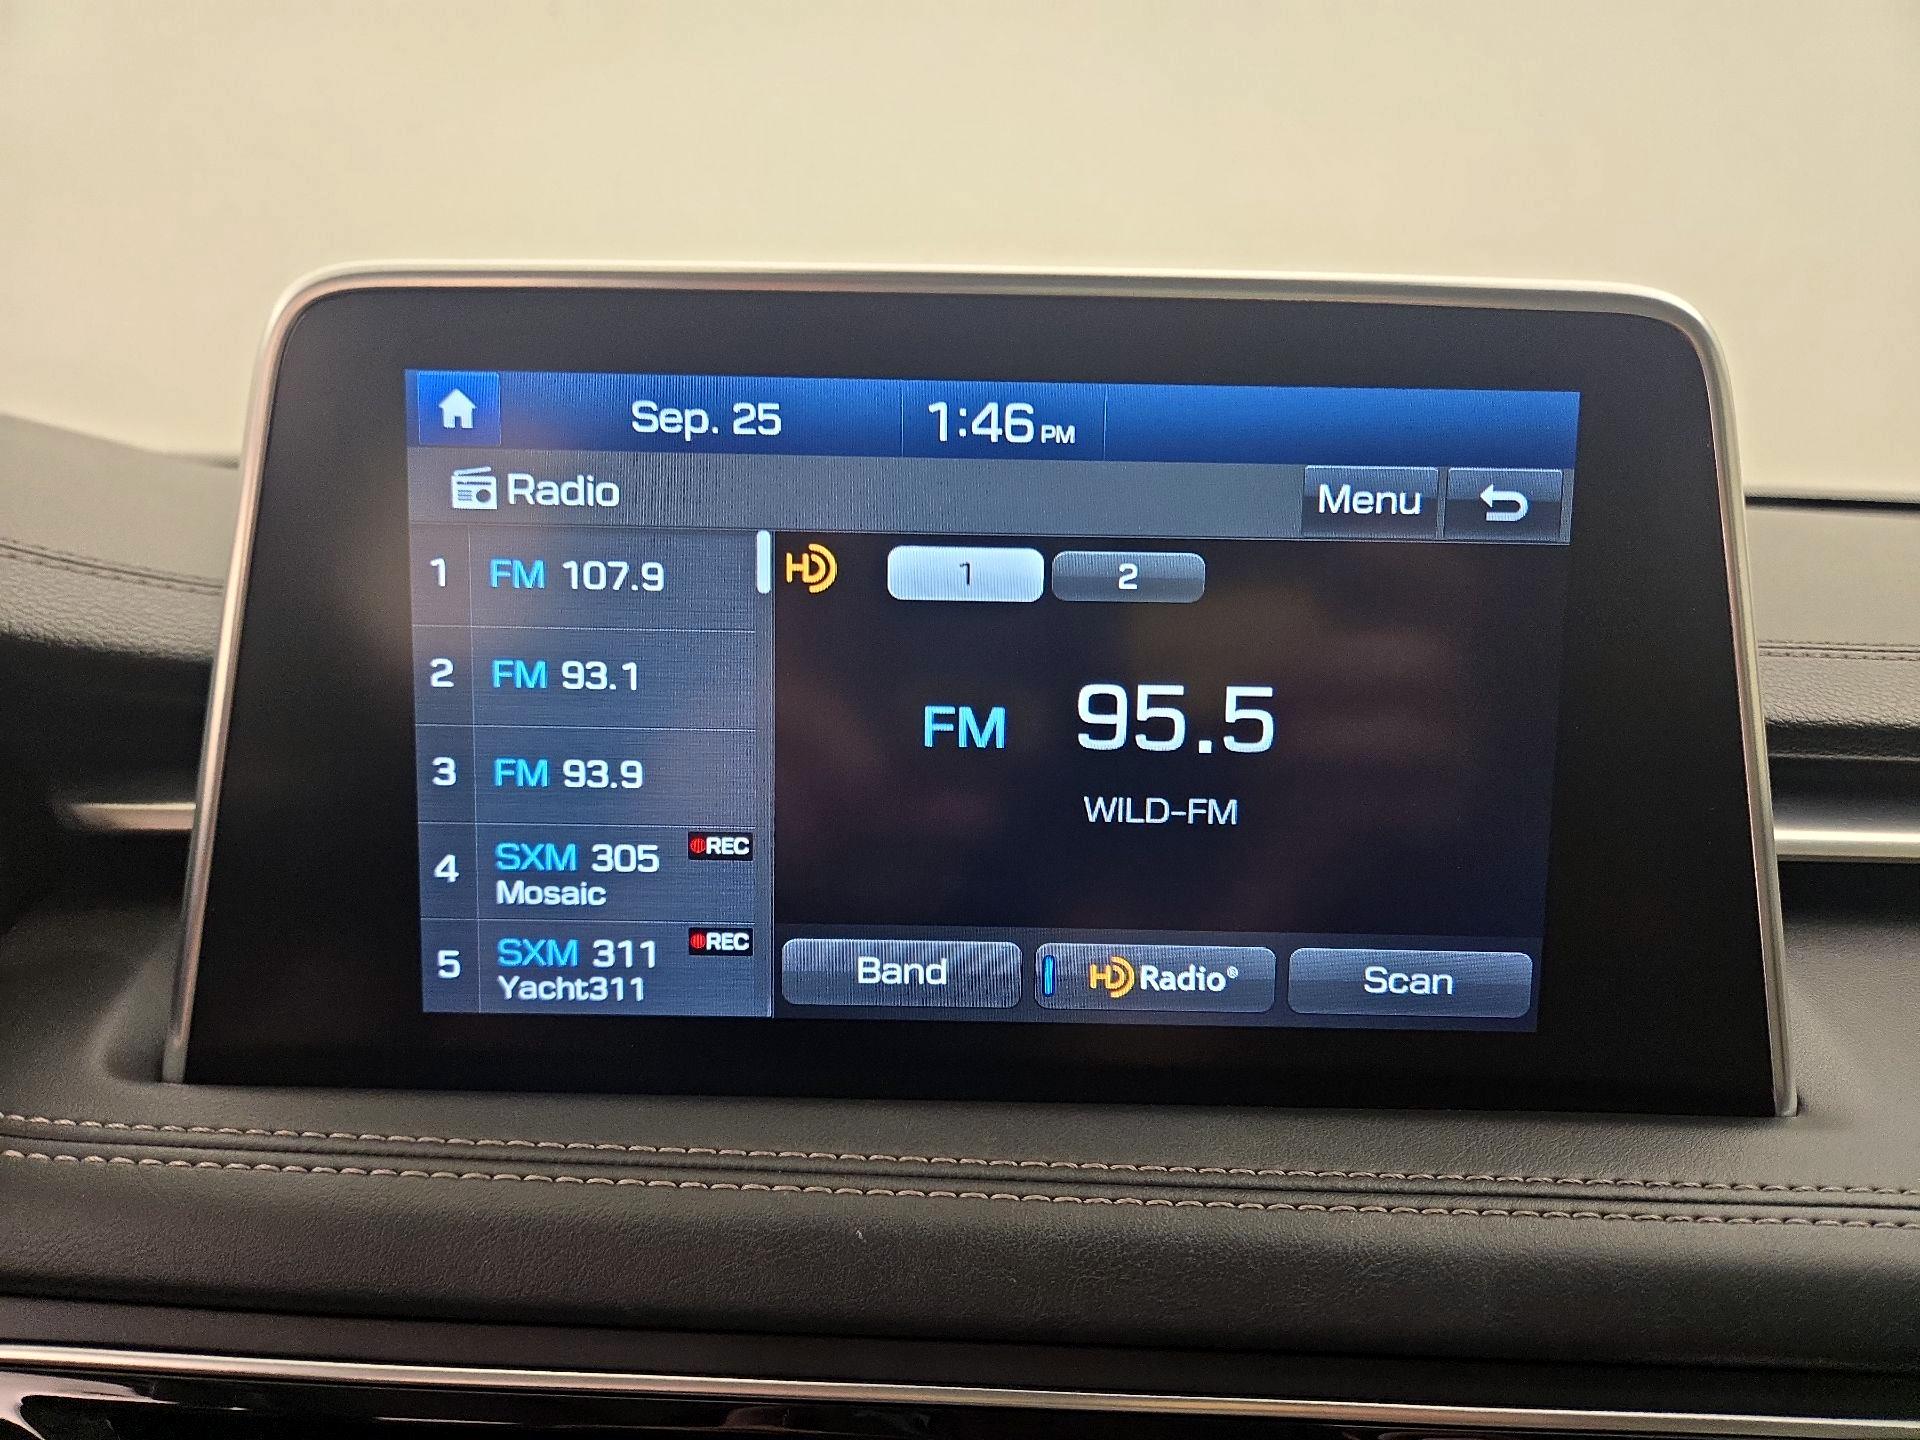 Sep. 25
1:46 PM
Radio
Menu
1 FM 107.9
2 FM 93.1
3 FM 93.9
4 SXM 305 REC
Mosaic
5 SXM 311 REC
Yacht311
HD 1 2
FM 95.5
WILD-FM
Band
HD Radio®
Scan